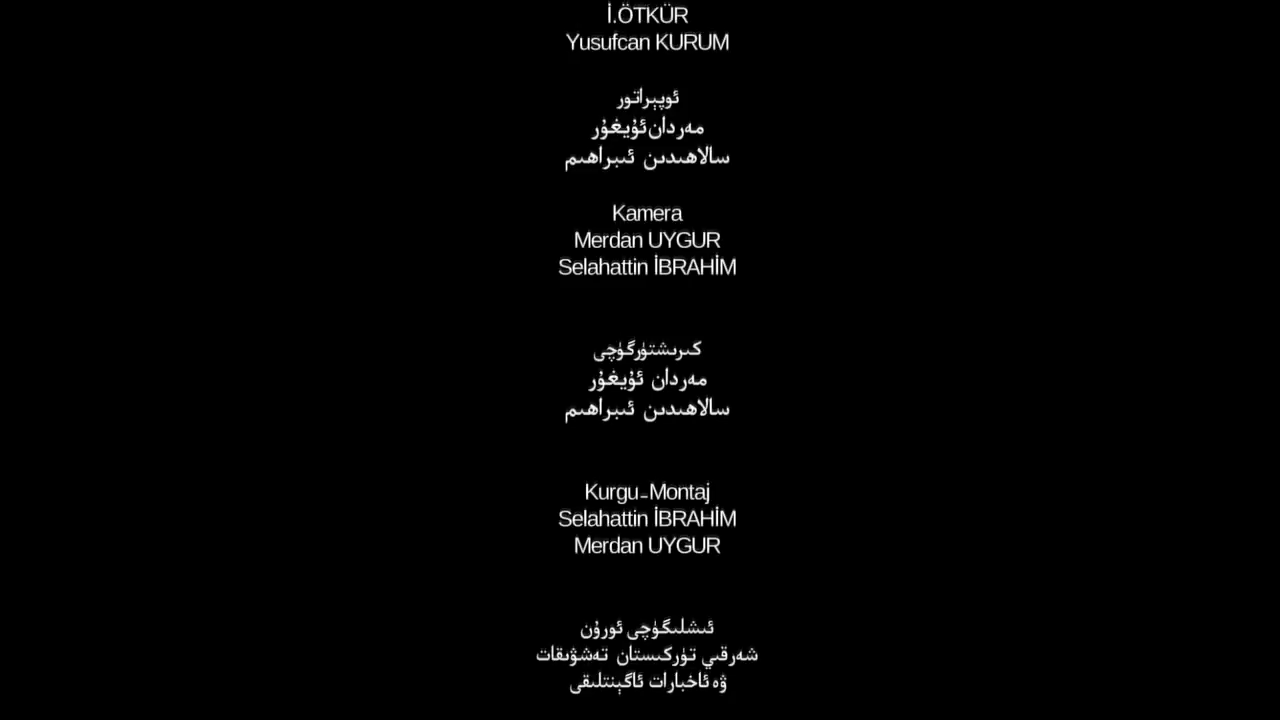 İ.ÖTKÜR
Yusufcan KURUM
ئوپېراتور
مەردان ئۇيغۇر
سالاھىدىن ئىبراھىم
Kamera
Merdan UYGUR
Selahattin İBRAHİM
كىرىشتۈرگۈچى
مەردان ئۇيغۇر
سالاھىدىن ئىبراھىم
Kurgu-Montaj
Selahattin İBRAHİM
Merdan UYGUR
ئىشلىگۈچى ئورۇن
شەرقىي تۈركىستان تەشۋىقات
ۋە ئاخبارات ئاگېنتلىقى